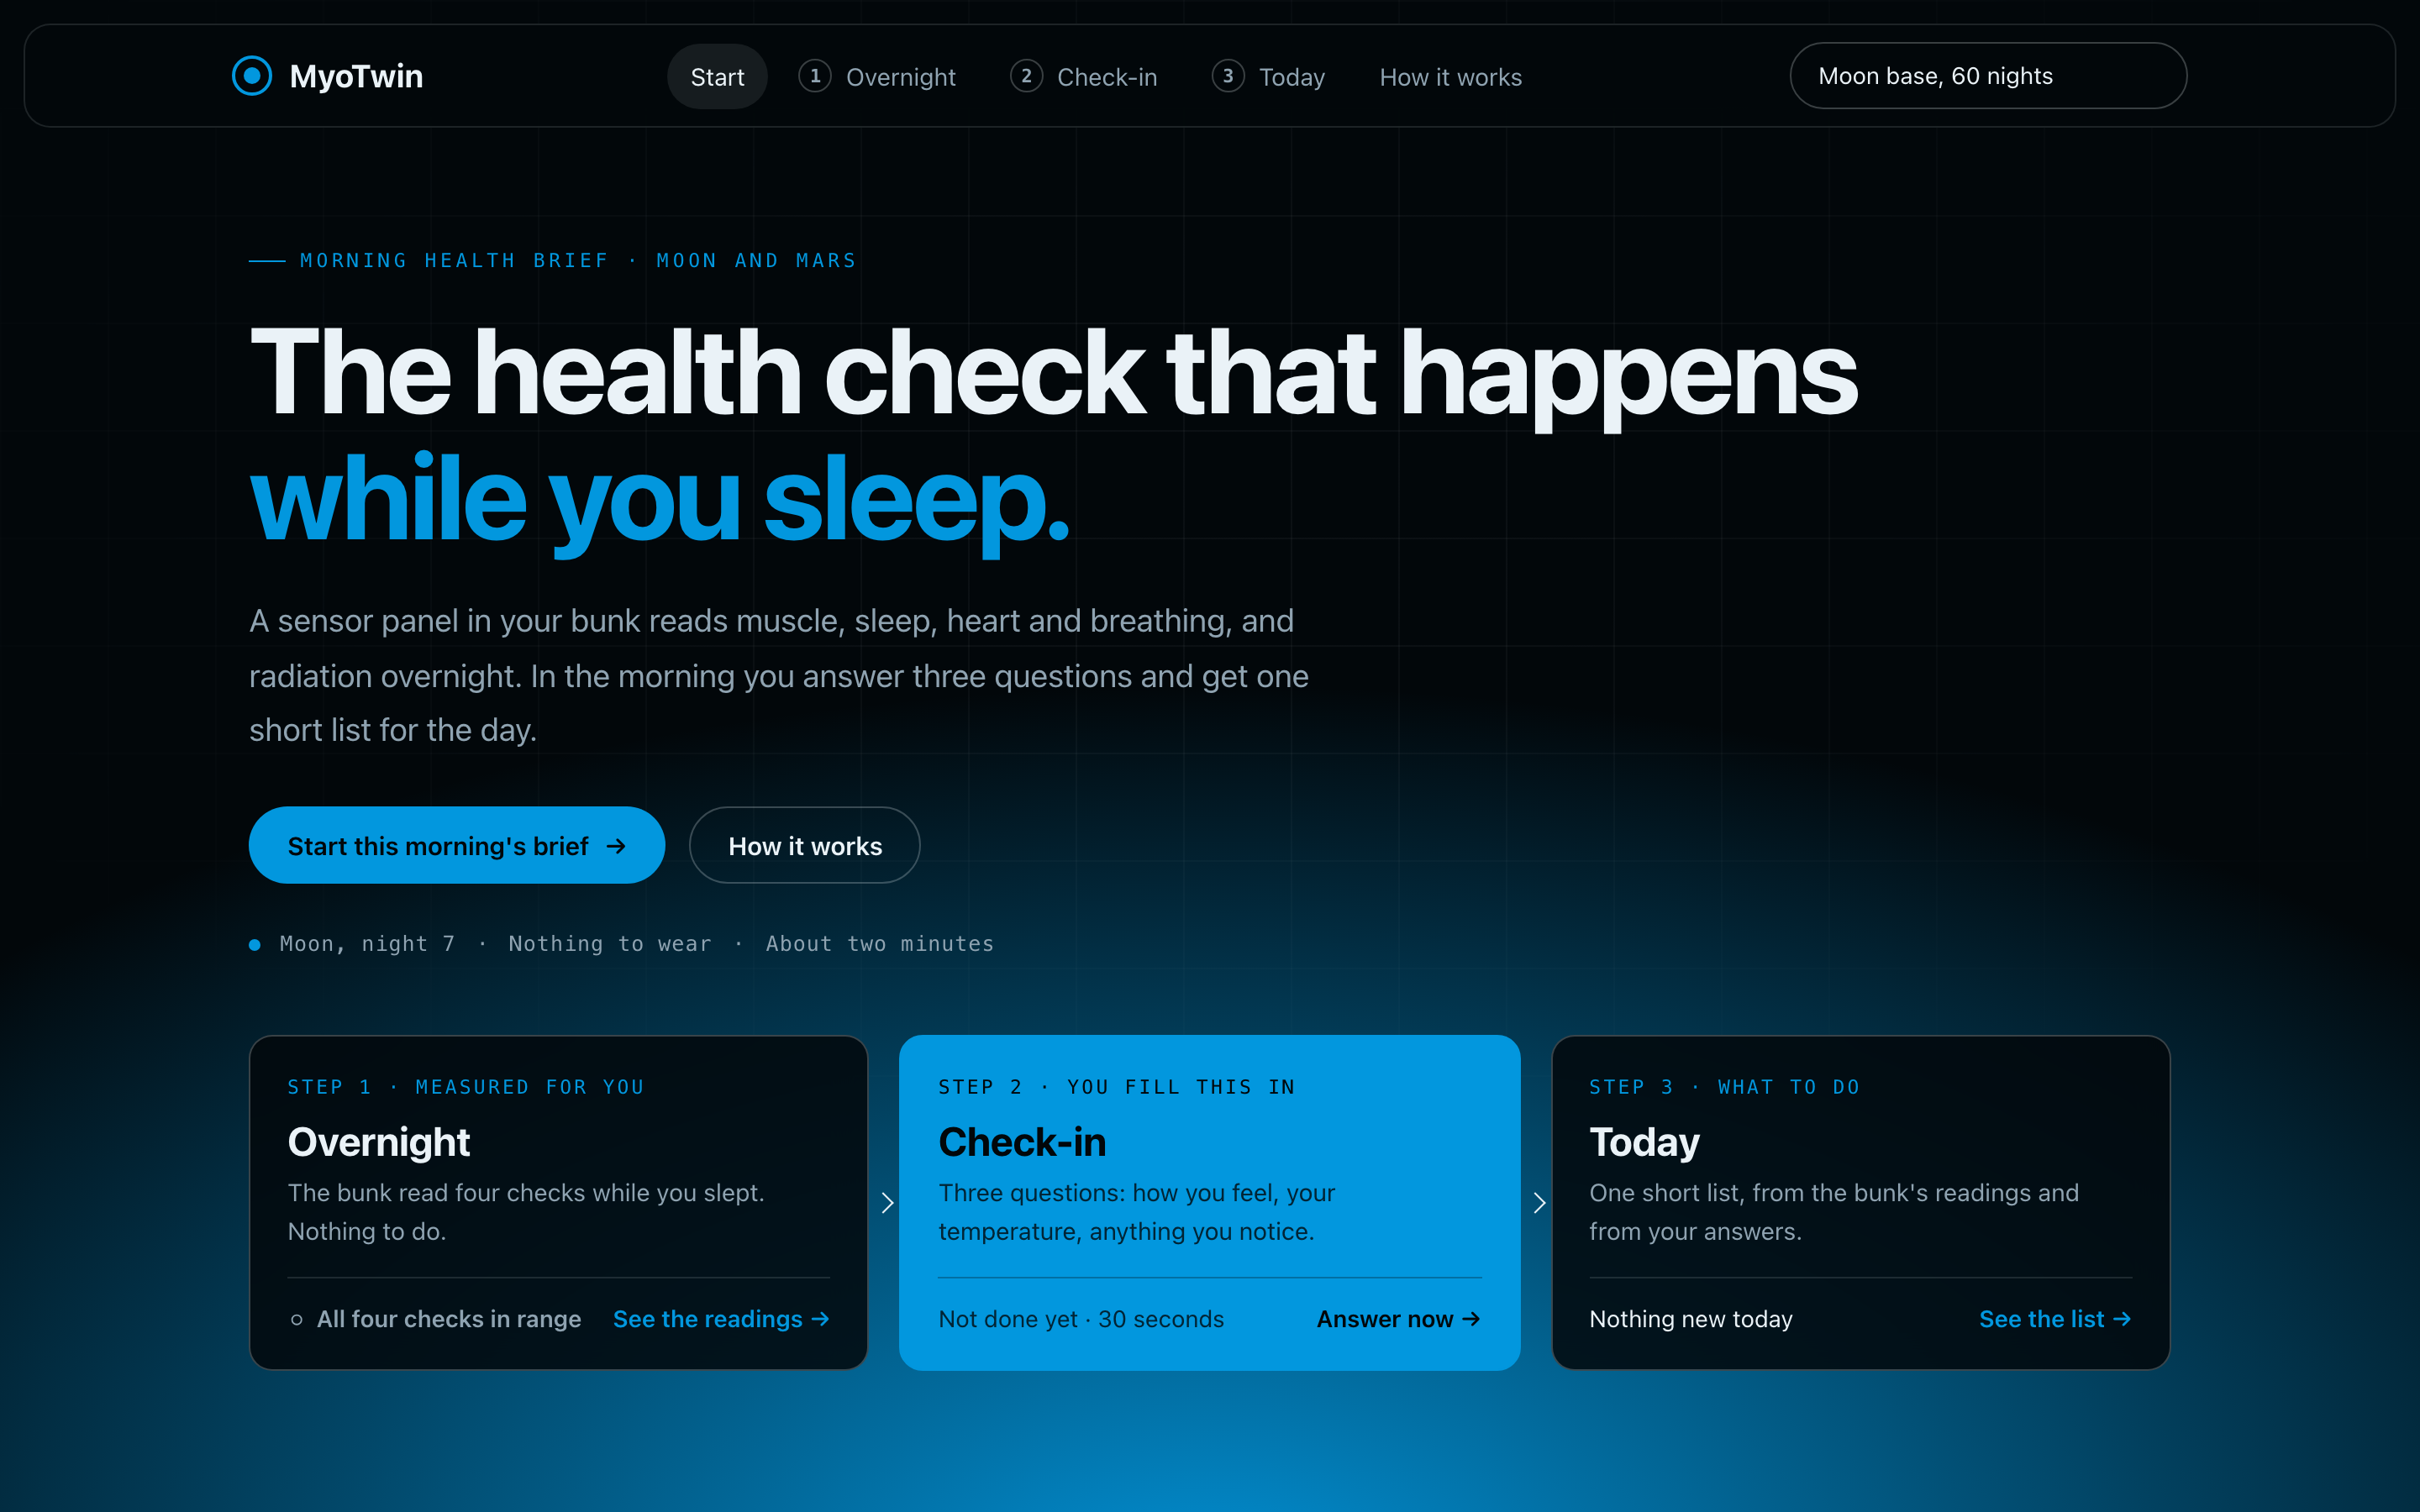 MyoTwin
Start
1 Overnight
2 Check-in
3 Today
How it works
Moon base, 60 nights
MORNING HEALTH BRIEF · MOON AND MARS
The health check that happens
while you sleep.
A sensor panel in your bunk reads muscle, sleep, heart and breathing, and
radiation overnight. In the morning you answer three questions and get one
short list for the day.
Start this morning's brief →
How it works
Moon, night 7 · Nothing to wear · About two minutes
STEP 1 · MEASURED FOR YOU
Overnight
The bunk read four checks while you slept.
Nothing to do.
All four checks in range
See the readings →
STEP 2 · YOU FILL THIS IN
Check-in
Three questions: how you feel, your
temperature, anything you notice.
Not done yet · 30 seconds
Answer now →
STEP 3 · WHAT TO DO
Today
One short list, from the bunk's readings and
from your answers.
Nothing new today
See the list →